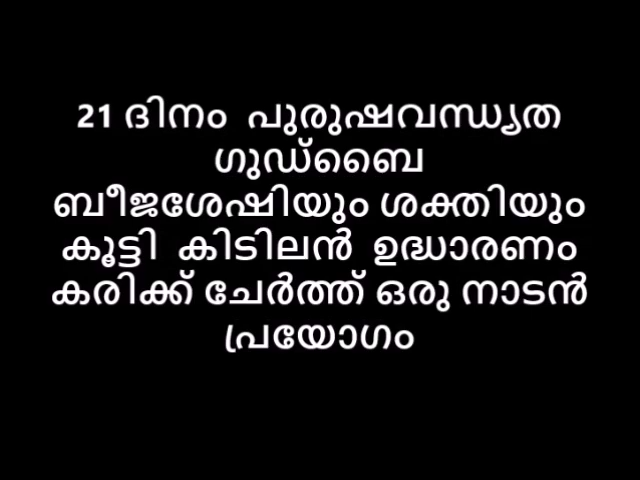 21 ദിനം പുരുഷവന്ധ്യത
ഗുഡ്ബൈ
ബീജശേഷിയും ശക്തിയും
കൂട്ടി കിടിലൻ ഉദ്ധാരണം
കരിക്ക് ചേർത്ത് ഒരു നാടൻ
പ്രയോഗം